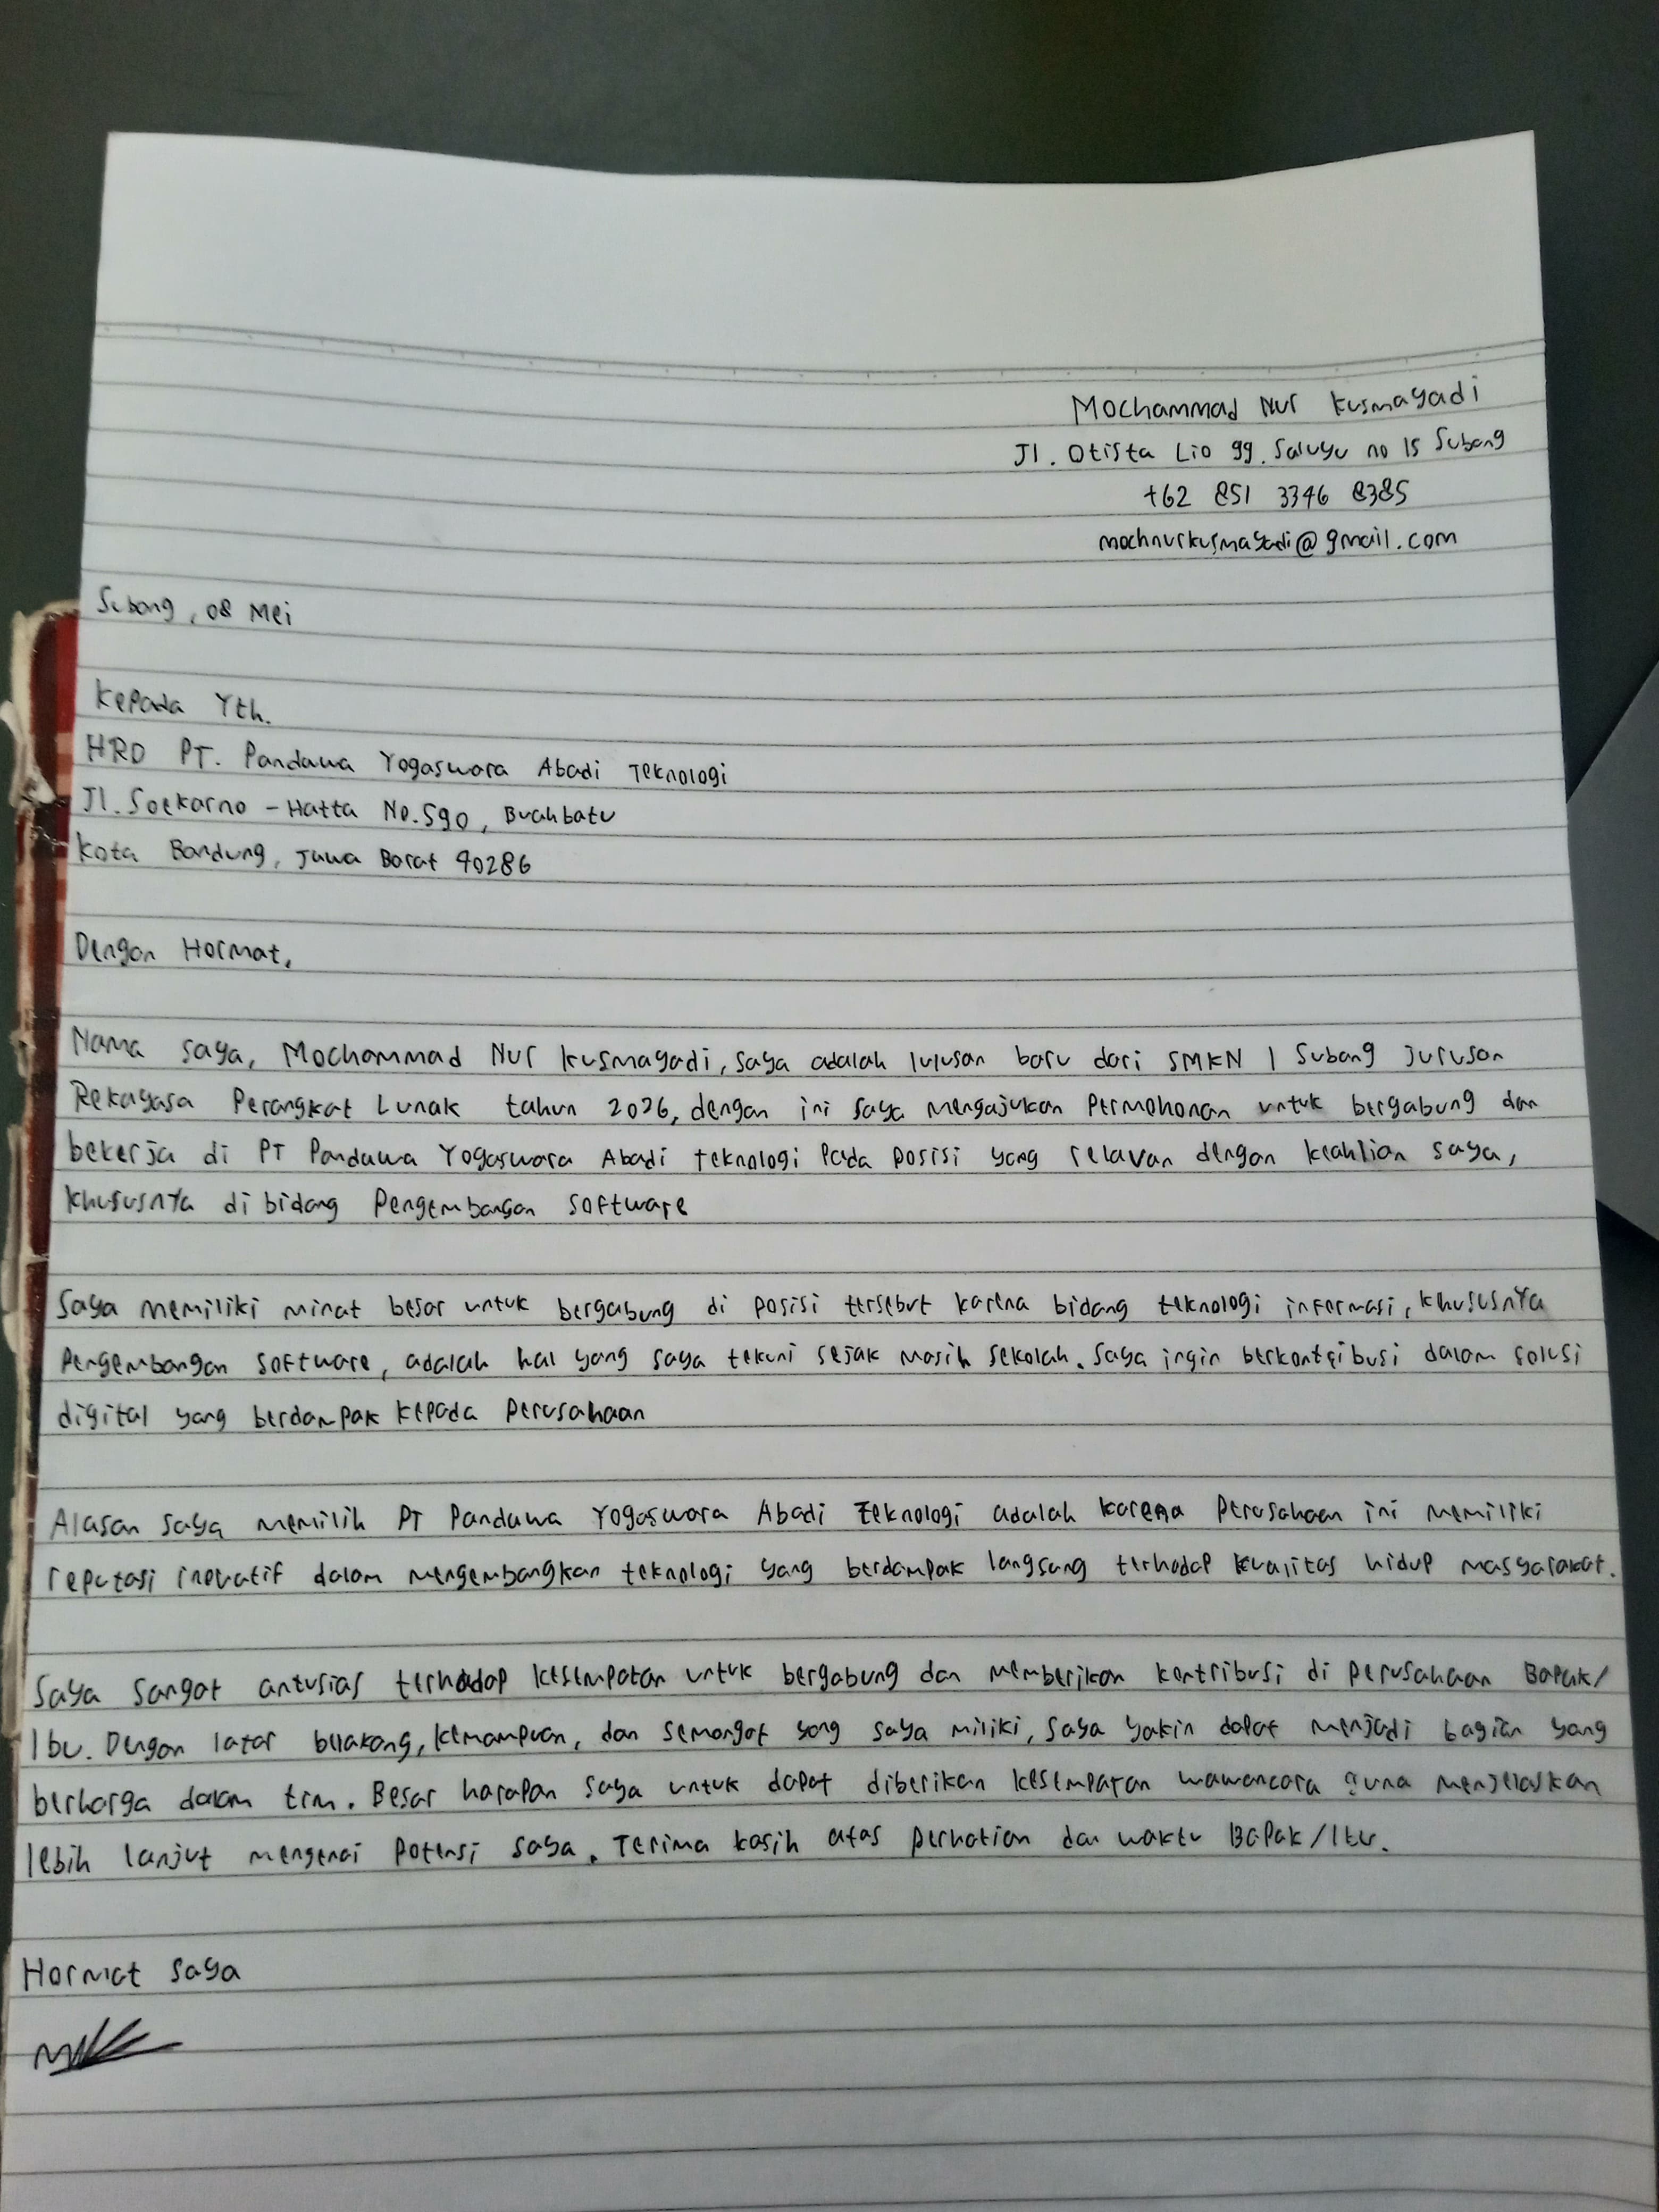 Mochammad Nur Kusmayadi
Jl. Otista Lio gg. Saluyu no 15 Subang
+62 851 3346 8385
mochnurkusmayadi@gmail.com
Subang, 08 Mei
Kepada Yth.
HRD PT. Pandawa Yogaswara Abadi Teknologi
Jl. Soekarno - Hatta No.590, Buahbatu
Kota Bandung, Jawa Barat 40286
Dengan Hormat,
Nama saya, Mochammad Nur Kusmayadi, saya adalah lulusan baru dari SMKN 1 Subang jurusan
Rekayasa Perangkat Lunak tahun 2026, dengan ini saya mengajukan permohonan untuk bergabung dan
bekerja di PT Pandawa Yogaswara Abadi teknologi pada posisi yang relavan dengan keahlian saya,
khususnya di bidang pengembangan software
Saya memiliki minat besar untuk bergabung di posisi tersebut karena bidang teknologi informasi, khususnya
pengembangan software, adalah hal yang saya tekuni sejak masih sekolah. Saya ingin berkontribusi dalam solusi
digital yang berdampak kepada perusahaan
Alasan saya memilih PT Pandawa Yogaswara Abadi Teknologi adalah karena perusahaan ini memiliki
reputasi inovatif dalam mengembangkan teknologi yang berdampak langsung terhadap kualitas hidup masyarakat.
Saya sangat antusias terhadap kesempatan untuk bergabung dan memberikan kontribusi di perusahaan Bapak/
Ibu. Dengan latar belakang, kemampuan, dan semangat yang saya miliki, saya yakin dapat menjadi bagian yang
berharga dalam tim. Besar harapan saya untuk dapat diberikan kesempatan wawancara guna menjelaskan
lebih lanjut mengenai potensi saya. Terima kasih atas perhatian dan waktu Bapak/Ibu.
Hormat saya